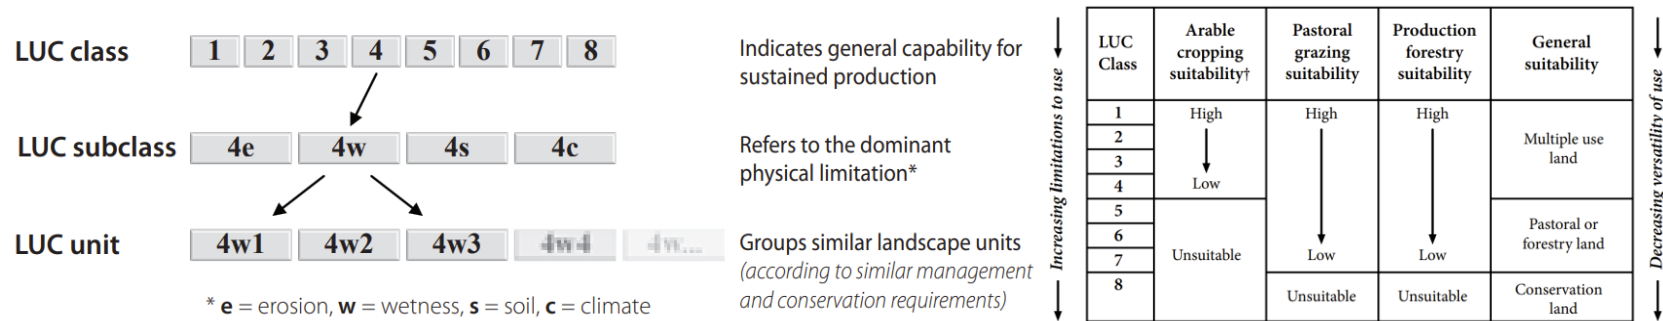 LUC class
1 2 3 4 5 6 7 8
Indicates general capability for
sustained production
LUC subclass
4e 4w 4s 4c
Refers to the dominant
physical limitation*
LUC unit
4w1 4w2 4w3 4w4 4w...
Groups similar landscape units
(according to similar management
and conservation requirements)
* e = erosion, w = wetness, s = soil, c = climate
Increasing limitations to use
LUC
Class
Arable
cropping
suitability†
Pastoral
grazing
suitability
Production
forestry
suitability
General
suitability
1
2
3
4
5
6
7
8
High
Low
Unsuitable
High
Low
Unsuitable
High
Low
Unsuitable
Multiple use
land
Pastoral or
forestry land
Conservation
land
Decreasing versatility of use